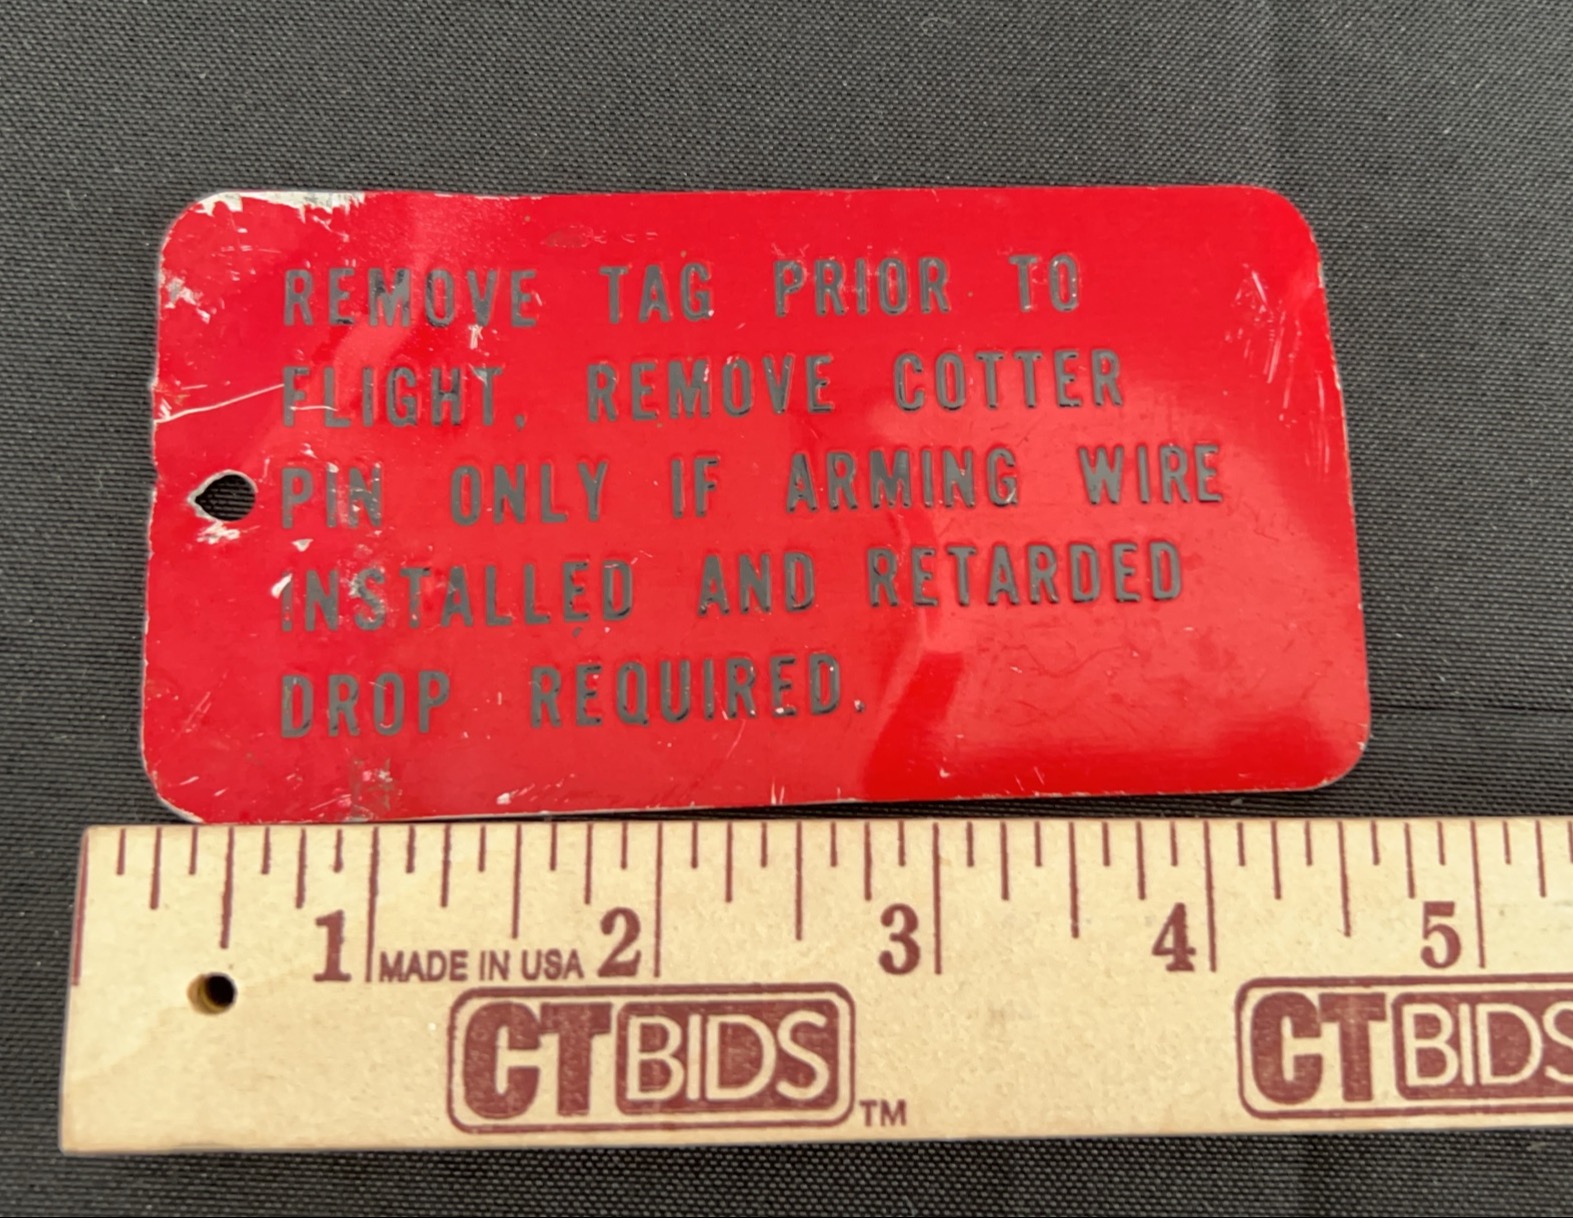 REMOVE TAG PRIOR TO
FLIGHT. REMOVE COTTER
PIN ONLY IF ARMING WIRE
INSTALLED AND RETARDED
DROP REQUIRED.
1 MADE IN USA 2 3 4 5
CTBIDS TM CTBIDS